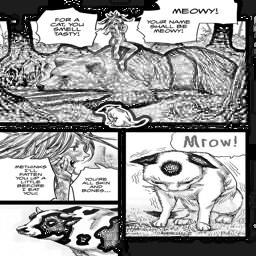 FOR A
CAT, YOU
SMELL
TASTY!
MEOWY!
YOUR NAME
SHALL BE
MEOWY!
METHINKS
I'LL
FATTEN
YOU UP A
LITTLE
BEFORE I
EAT YOU!
YOU'RE
ALL SKIN
AND
BONES...
Mrow!